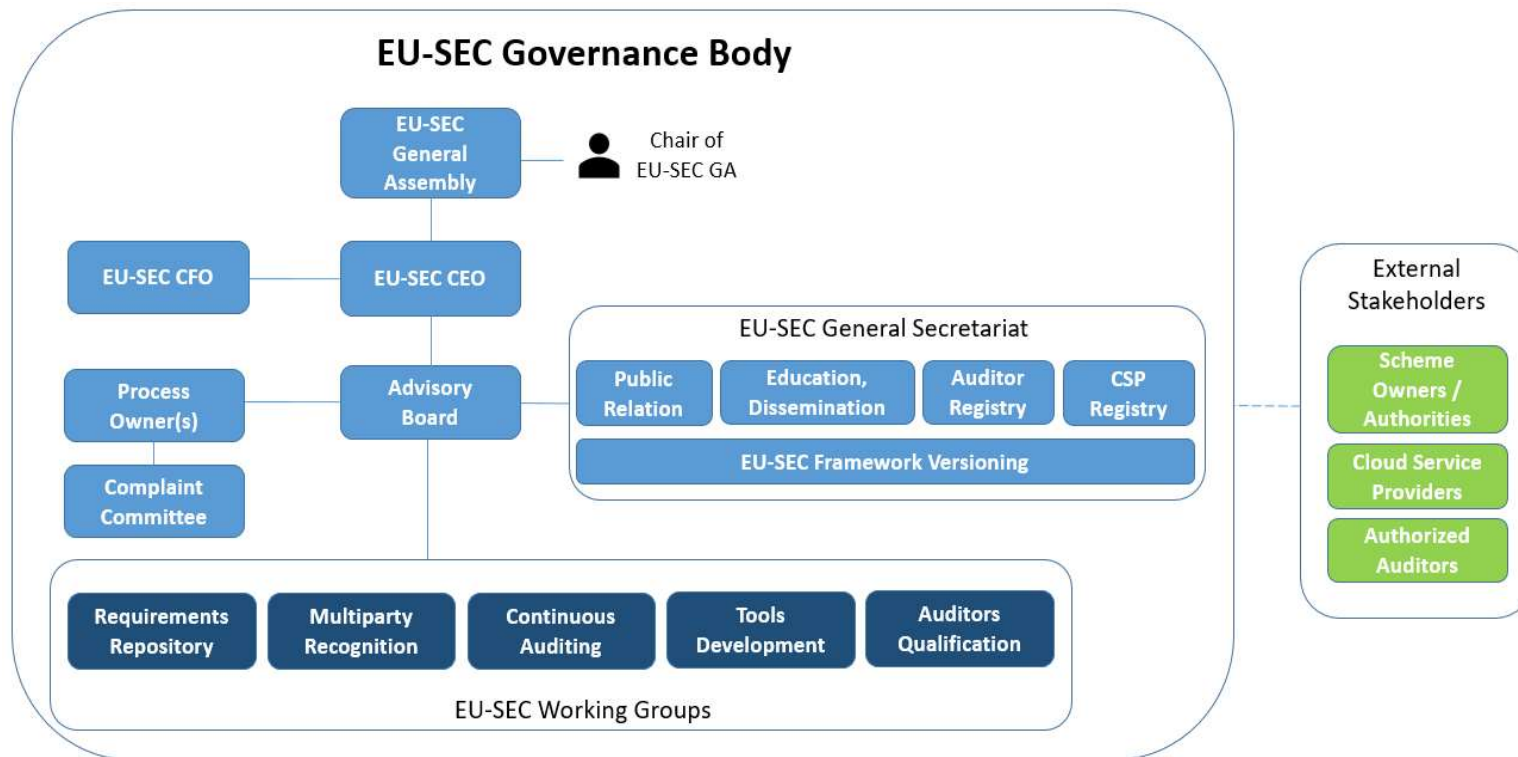 EU-SEC Governance Body
EU-SEC
General
Assembly
Chair of
EU-SEC GA
EU-SEC CFO
EU-SEC CEO
EU-SEC General Secretariat
Public
Relation
Education,
Dissemination
Auditor
Registry
CSP
Registry
EU-SEC Framework Versioning
Process
Owner(s)
Advisory
Board
Complaint
Committee
Requirements
Repository
Multiparty
Recognition
Continuous
Auditing
Tools
Development
Auditors
Qualification
EU-SEC Working Groups
External
Stakeholders
Scheme
Owners /
Authorities
Cloud Service
Providers
Authorized
Auditors